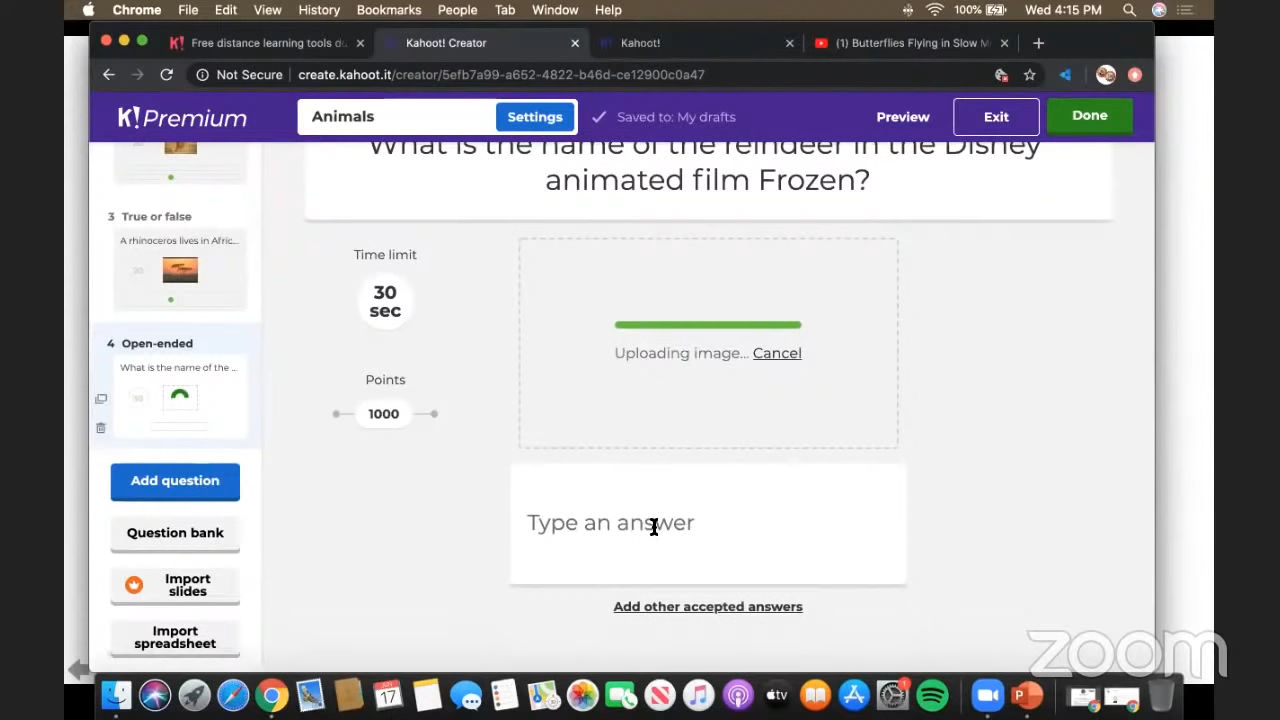 Chrome File Edit View History Bookmarks People Tab Window Help 100% Wed 4:15 PM
Free distance learning tools du
Kahoot! Creator
Kahoot!
(1) Butterflies Flying in Slow M
Not Secure
create.kahoot.it/creator/5efb7a99-a652-4822-b46d-ce12900c0a47
K!Premium
Animals
Settings
Saved to: My drafts
Preview
Exit
Done
What is the name of the reindeer in the Disney
animated film Frozen?
3 True or false
A rhinoceros lives in Afric...
Time limit
30
sec
Uploading image... Cancel
4 Open-ended
What is the name of the ...
Points
1000
Add question
Question bank
Import
slides
Import
spreadsheet
Type an answer
Add other accepted answers
zoom
JUN
17
tv
1